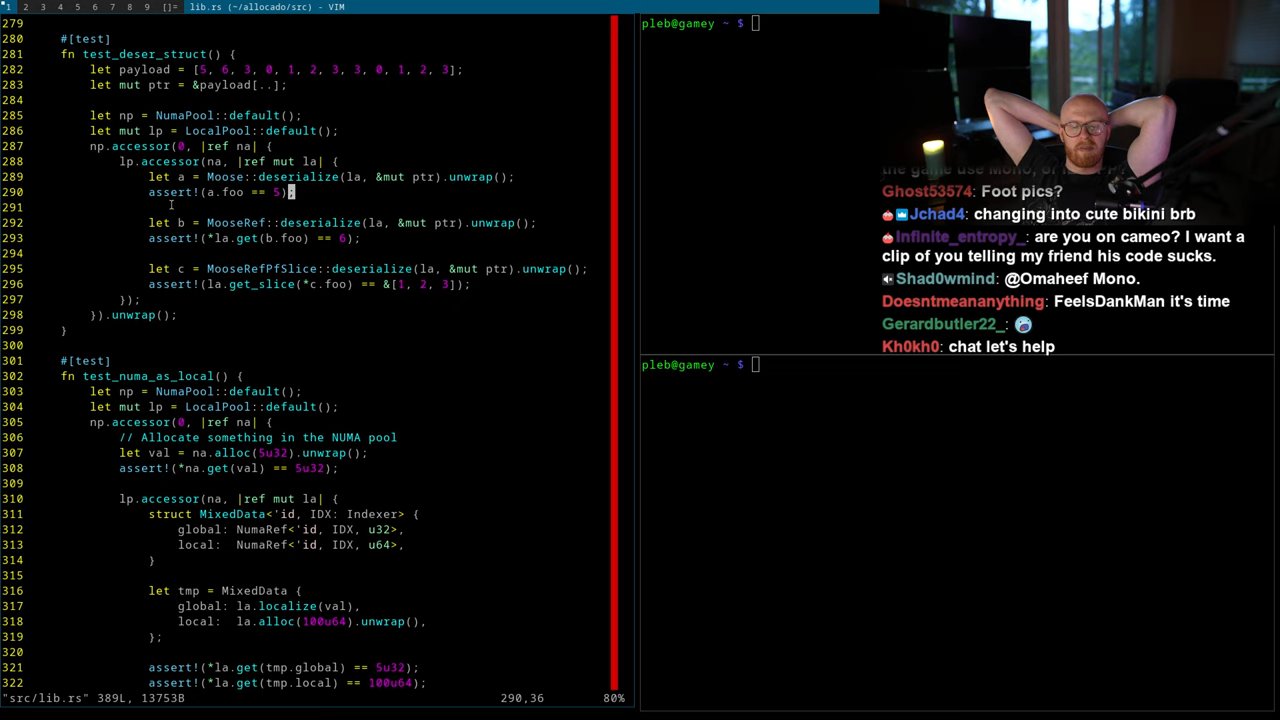 1 2 3 4 5 6 7 8 9 []= lib.rs (~/allocado/src) - VIM
279
280 #[test]
281 fn test_deser_struct() {
282 let payload = [5, 6, 3, 0, 1, 2, 3, 3, 0, 1, 2, 3];
283 let mut ptr = &payload[..];
284
285 let np = NumaPool::default();
286 let mut lp = LocalPool::default();
287 np.accessor(0, |ref na| {
288 lp.accessor(na, |ref mut la| {
289 let a = Moose::deserialize(la, &mut ptr).unwrap();
290 assert!(a.foo == 5);
291
292 let b = MooseRef::deserialize(la, &mut ptr).unwrap();
293 assert!(*la.get(b.foo) == 6);
294
295 let c = MooseRefPfSlice::deserialize(la, &mut ptr).unwrap();
296 assert!(la.get_slice(*c.foo) == &[1, 2, 3]);
297 });
298 }).unwrap();
299 }
300
301 #[test]
302 fn test_numa_as_local() {
303 let np = NumaPool::default();
304 let mut lp = LocalPool::default();
305 np.accessor(0, |ref na| {
306 // Allocate something in the NUMA pool
307 let val = na.alloc(5u32).unwrap();
308 assert!(*na.get(val) == 5u32);
309
310 lp.accessor(na, |ref mut la| {
311 struct MixedData<'id, IDX: Indexer> {
312 global: NumaRef<'id, IDX, u32>,
313 local: NumaRef<'id, IDX, u64>,
314 }
315
316 let tmp = MixedData {
317 global: la.localize(val),
318 local: la.alloc(100u64).unwrap(),
319 };
320
321 assert!(*la.get(tmp.global) == 5u32);
322 assert!(*la.get(tmp.local) == 100u64);
"src/lib.rs" 389L, 13753B 290,36 80%
pleb@gamey ~ $
pleb@gamey ~ $
the game use Mono, or
Ghost53574: Foot pics?
Jchad4: changing into cute bikini brb
Infinite_entropy_: are you on cameo? I want a
clip of you telling my friend his code sucks.
Shad0wmind: @Omaheef Mono.
Doesntmeananything: FeelsDankMan it's time
Gerardbutler22_:
Kh0kh0: chat let's help